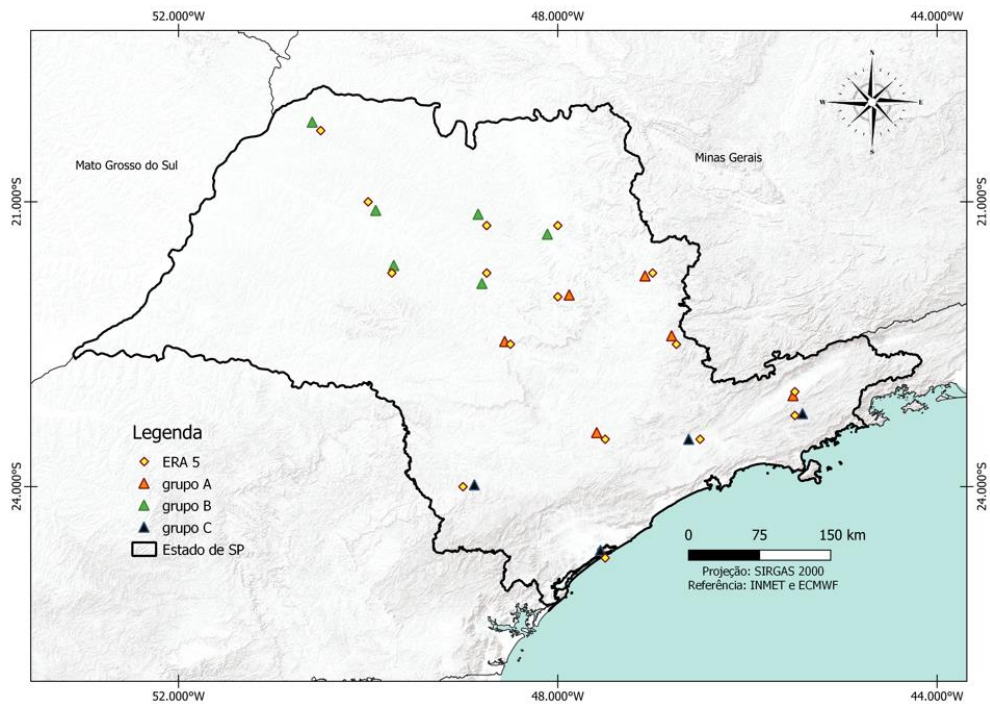 52.000°W 48.000°W 44.000°W
N
W E
S
Mato Grosso do Sul
Minas Gerais
21.000°S 21.000°S
Legenda
ERA 5
grupo A
grupo B
grupo C
Estado de SP
24.000°S 24.000°S
0 75 150 km
Projeção: SIRGAS 2000
Referência: INMET e ECMWF
52.000°W 48.000°W 44.000°W